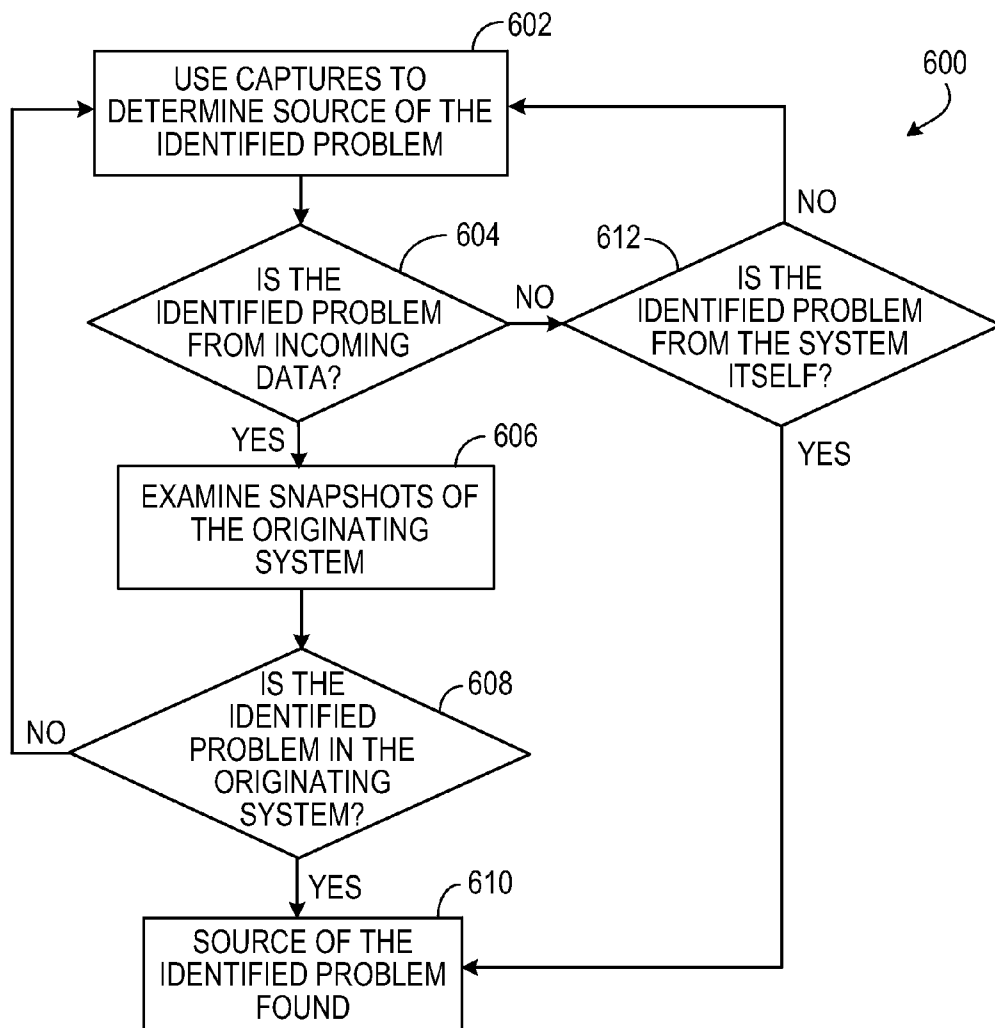 602
USE CAPTURES TO
DETERMINE SOURCE OF THE
IDENTIFIED PROBLEM
600
604
IS THE
IDENTIFIED PROBLEM
FROM INCOMING
DATA?
NO
612
IS THE
IDENTIFIED PROBLEM
FROM THE SYSTEM
ITSELF?
NO
YES
YES
606
EXAMINE SNAPSHOTS OF
THE ORIGINATING
SYSTEM
608
IS THE
IDENTIFIED
PROBLEM IN THE
ORIGINATING
SYSTEM?
NO
YES
610
SOURCE OF THE
IDENTIFIED PROBLEM
FOUND